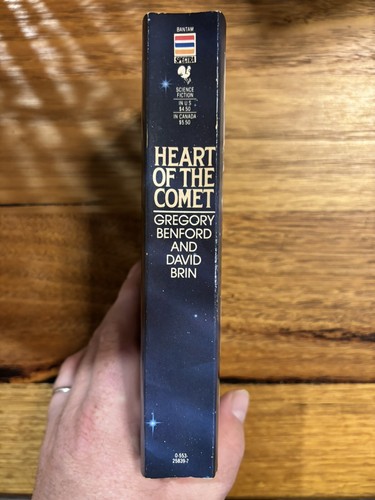 BANTAM
SPECTRA
SCIENCE
FICTION
IN U.S.
$4.50
IN CANADA
$5.50
HEART
OF THE
COMET
GREGORY
BENFORD
AND
DAVID
BRIN
0-553-
25839-7